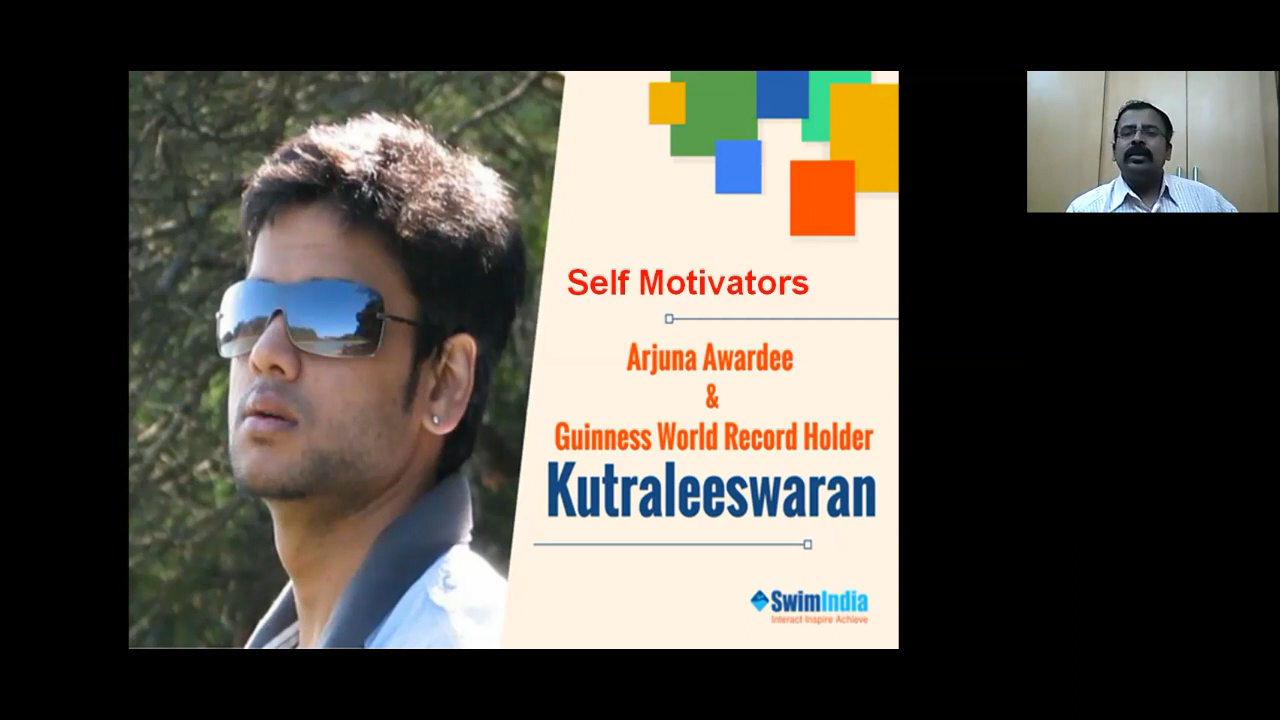 Self Motivators
Arjuna Awardee
&
Guinness World Record Holder
Kutraleeswaran
SwimIndia
Interact Inspire Achieve